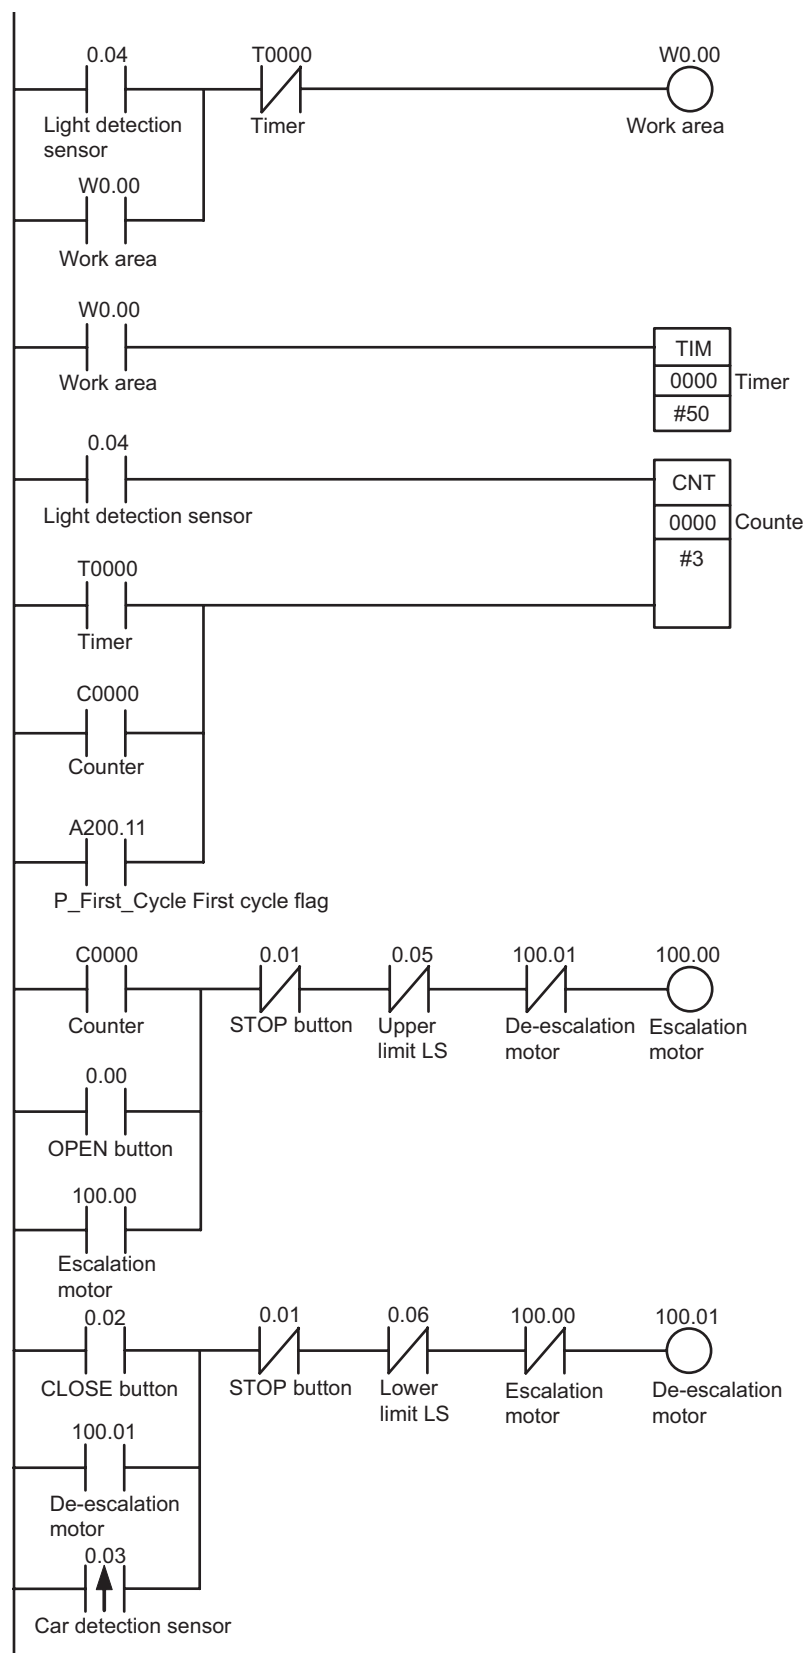 0.04
T0000
W0.00
Light detection
sensor
Timer
Work area
W0.00
Work area
W0.00
Work area
TIM
0000
Timer
#50
0.04
Light detection sensor
CNT
0000
Counte
#3
T0000
Timer
C0000
Counter
A200.11
P_First_Cycle First cycle flag
C0000
0.01
0.05
100.01
100.00
Counter
STOP button
Upper
limit LS
De-escalation
motor
Escalation
motor
0.00
OPEN button
100.00
Escalation
motor
0.02
0.01
0.06
100.00
100.01
CLOSE button
STOP button
Lower
limit LS
Escalation
motor
De-escalation
motor
100.01
De-escalation
motor
0.03
Car detection sensor